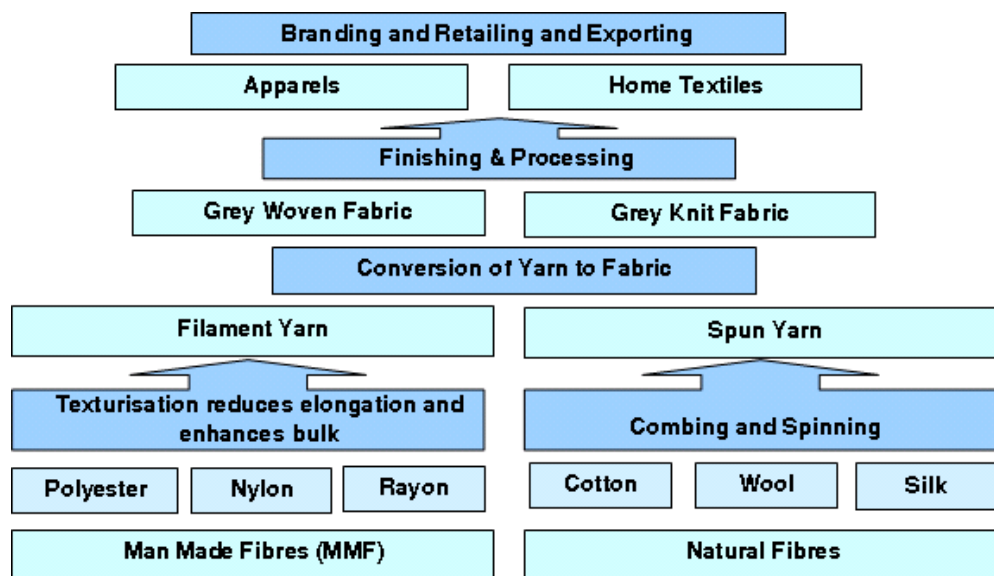 Branding and Retailing and Exporting
Apparels
Home Textiles
Finishing & Processing
Grey Woven Fabric
Grey Knit Fabric
Conversion of Yarn to Fabric
Filament Yarn
Spun Yarn
Texturisation reduces elongation and
enhances bulk
Combing and Spinning
Polyester
Nylon
Rayon
Cotton
Wool
Silk
Man Made Fibres (MMF)
Natural Fibres